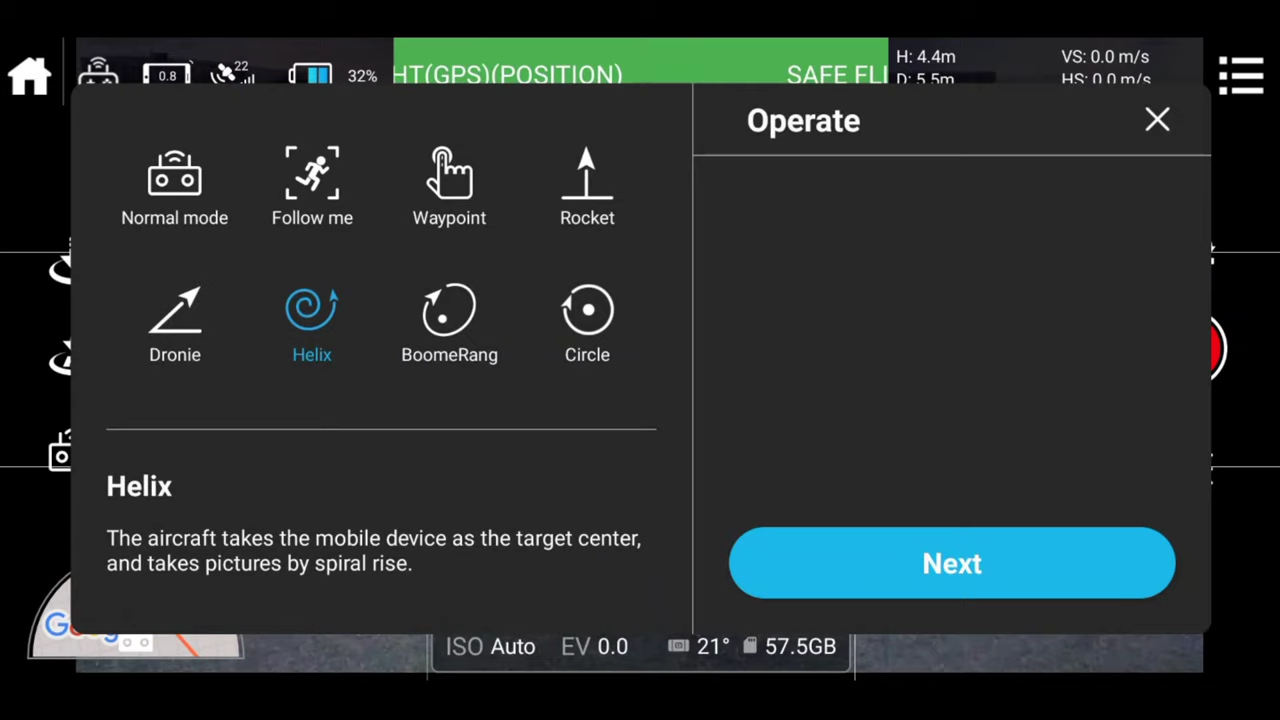 22
0.8
32%
HT(GPS)(POSITION)
SAFE FLI
H: 4.4m
VS: 0.0 m/s
D: 5.5m
HS: 0.0 m/s
Normal mode
Follow me
Waypoint
Rocket
Dronie
Helix
BoomeRang
Circle
Helix
The aircraft takes the mobile device as the target center,
and takes pictures by spiral rise.
Operate
Next
Goog
ISO Auto
EV 0.0
21°
57.5GB